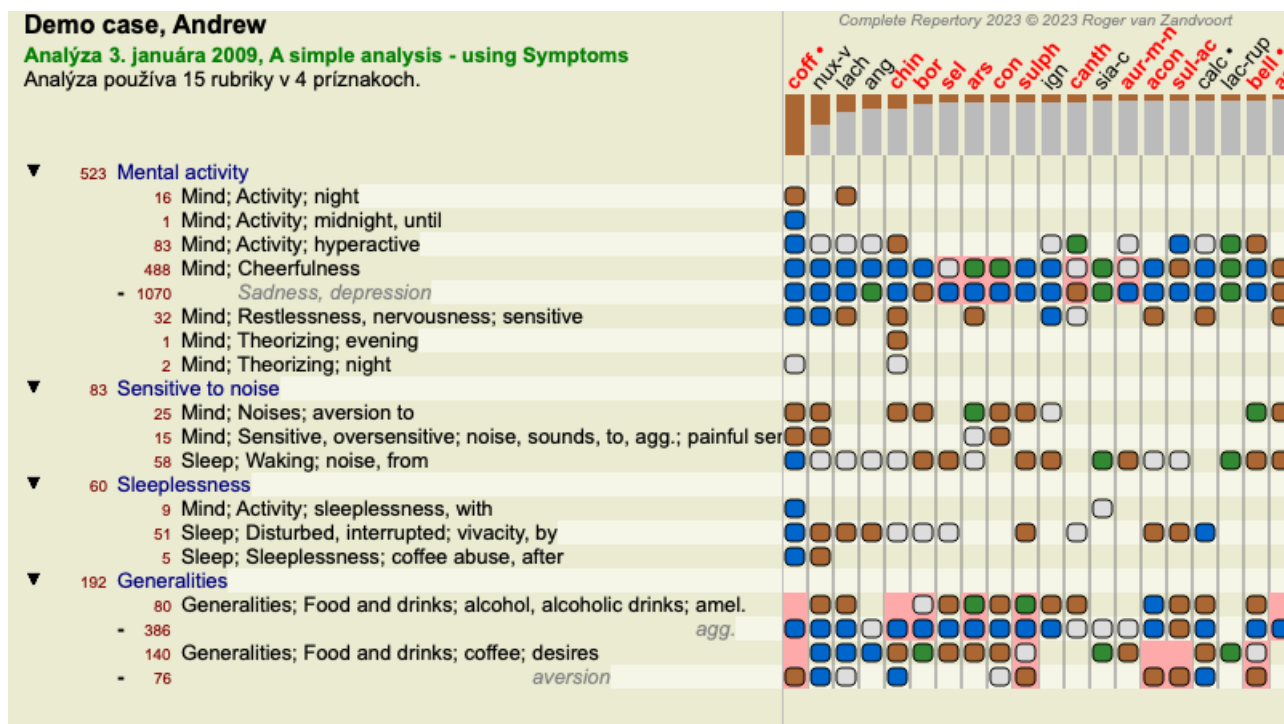 Demo case, Andrew
Complete Repertory 2023 © 2023 Roger van Zandvoort
Analýza 3. januára 2009, A simple analysis - using Symptoms
Analýza používa 15 rubriky v 4 príznakoch.
coff • nux-v lach ang chin bor sel ars con sulph ign canth sia-c aur-m-n acon sul-ac calc • lac-rup bell •
523 Mental activity
16 Mind; Activity; night
1 Mind; Activity; midnight, until
83 Mind; Activity; hyperactive
488 Mind; Cheerfulness
- 1070 Sadness, depression
32 Mind; Restlessness, nervousness; sensitive
1 Mind; Theorizing; evening
2 Mind; Theorizing; night
83 Sensitive to noise
25 Mind; Noises; aversion to
15 Mind; Sensitive, oversensitive; noise, sounds, to, agg.; painful ser
58 Sleep; Waking; noise, from
60 Sleeplessness
9 Mind; Activity; sleeplessness, with
51 Sleep; Disturbed, interrupted; vivacity, by
5 Sleep; Sleeplessness; coffee abuse, after
192 Generalities
80 Generalities; Food and drinks; alcohol, alcoholic drinks; amel.
- 386 agg.
140 Generalities; Food and drinks; coffee; desires
- 76 aversion